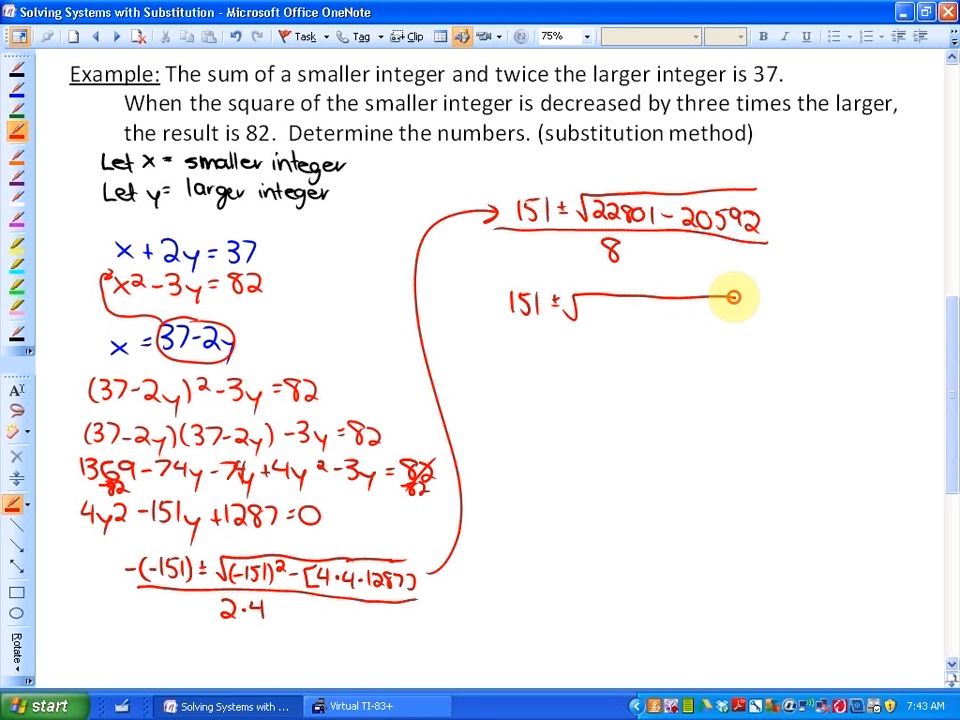 Solving Systems with Substitution - Microsoft Office OneNote
Task Tag Clip 75% B I U
Example: The sum of a smaller integer and twice the larger integer is 37.
When the square of the smaller integer is decreased by three times the larger,
the result is 82. Determine the numbers. (substitution method)
Let x = smaller integer
Let y = larger integer
x + 2y = 37
x² - 3y = 82
x = 37-2y
(37-2y)² - 3y = 82
(37-2y)(37-2y) - 3y = 82
1369 - 74y - 74y + 4y² - 3y = 82
-82 -82
4y2 - 151y + 1287 = 0
-(-151) ± √(-151)² - [4·4·1287]
2·4
151 ± √22801 - 20592
8
151 ± √
A
Rotate
start
Solving Systems with ...
Virtual TI-83+
7:43 AM